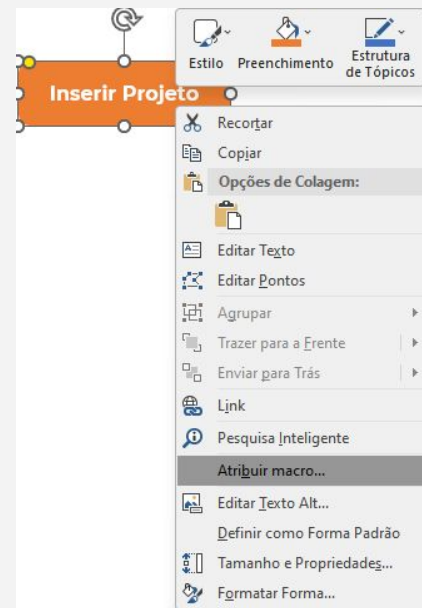 Estilo Preenchimento Estrutura
de Tópicos
Inserir Projeto
Recortar
Copiar
Opções de Colagem:
Editar Texto
Editar Pontos
Agrupar
Trazer para a Frente
Enviar para Trás
Link
Pesquisa Inteligente
Atribuir macro...
Editar Texto Alt...
Definir como Forma Padrão
Tamanho e Propriedades...
Formatar Forma...